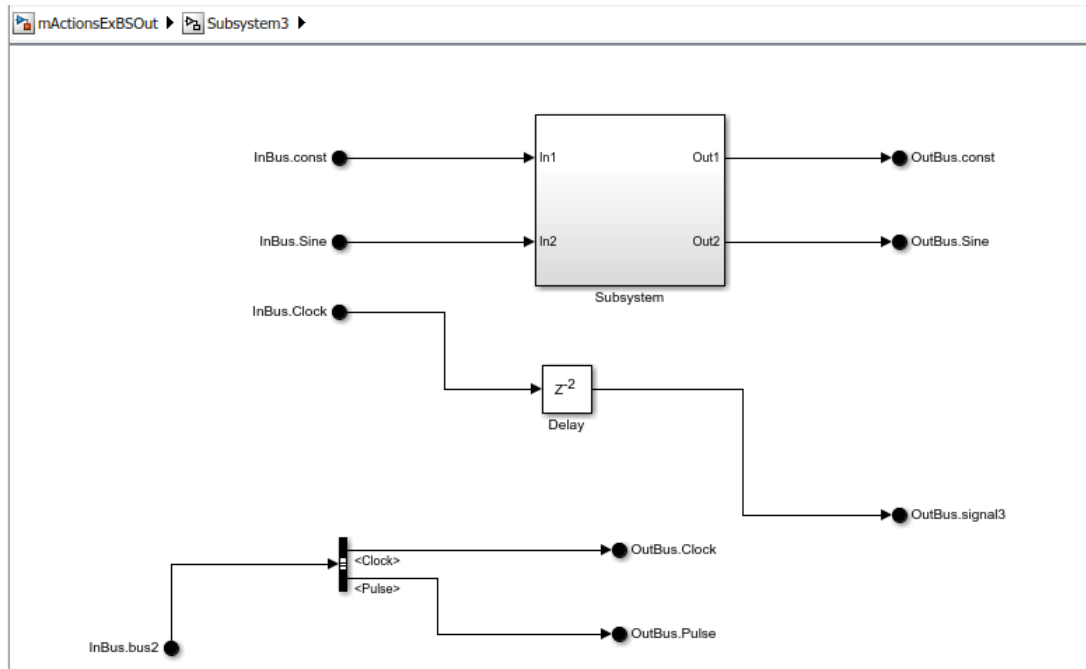 mActionsExBSOut Subsystem3
InBus.const In1 Out1 OutBus.const
InBus.Sine In2 Out2 OutBus.Sine
Subsystem
InBus.Clock
Z-2
Delay
OutBus.signal3
<Clock> OutBus.Clock
<Pulse>
OutBus.Pulse
InBus.bus2